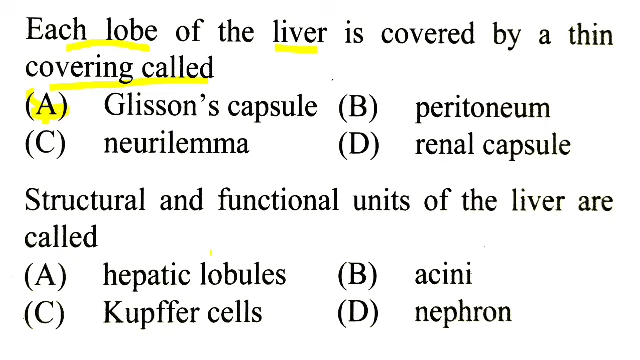 Each lobe of the liver is covered by a thin
covering called
(A) Glisson's capsule (B) peritoneum
(C) neurilemma (D) renal capsule
Structural and functional units of the liver are
called
(A) hepatic lobules (B) acini
(C) Kupffer cells (D) nephron